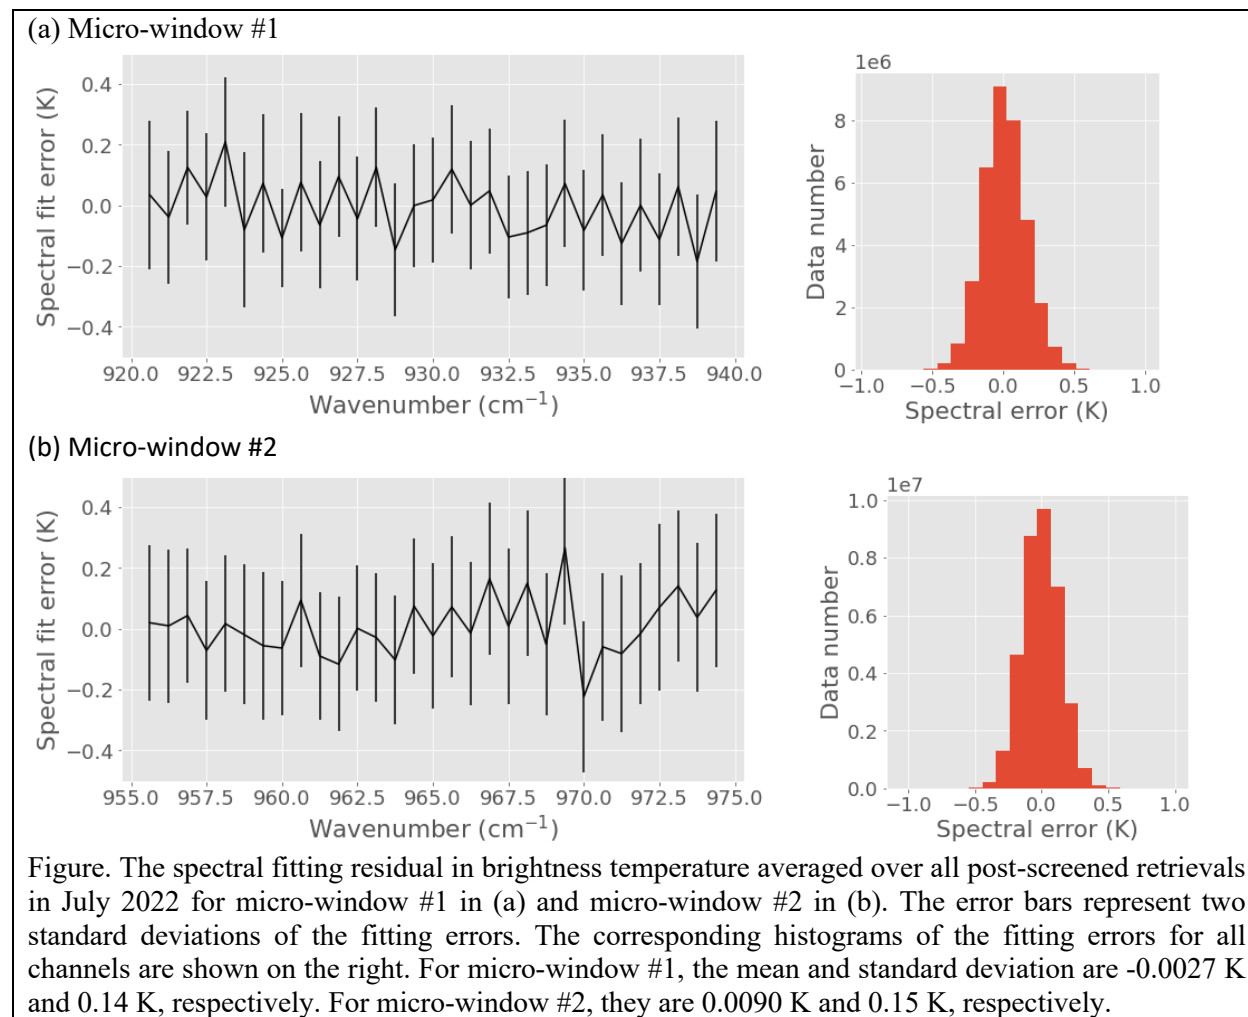 (a) Micro-window #1
1e6
0.4
0.2
0.0
−0.2
−0.4
Spectral fit error (K)
920.0 922.5 925.0 927.5 930.0 932.5 935.0 937.5 940.0
Wavenumber (cm⁻¹)
8
6
4
2
0
Data number
−1.0 −0.5 0.0 0.5 1.0
Spectral error (K)
(b) Micro-window #2
1e7
0.4
0.2
0.0
−0.2
−0.4
Spectral fit error (K)
955.0 957.5 960.0 962.5 965.0 967.5 970.0 972.5 975.0
Wavenumber (cm⁻¹)
1.0
0.8
0.6
0.4
0.2
0.0
Data number
−1.0 −0.5 0.0 0.5 1.0
Spectral error (K)
Figure. The spectral fitting residual in brightness temperature averaged over all post-screened retrievals
in July 2022 for micro-window #1 in (a) and micro-window #2 in (b). The error bars represent two
standard deviations of the fitting errors. The corresponding histograms of the fitting errors for all
channels are shown on the right. For micro-window #1, the mean and standard deviation are -0.0027 K
and 0.14 K, respectively. For micro-window #2, they are 0.0090 K and 0.15 K, respectively.